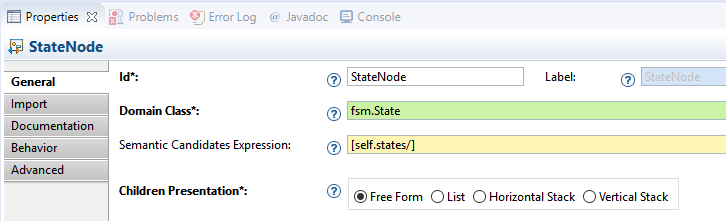 Properties Problems Error Log @ Javadoc Console
StateNode
General
Import
Documentation
Behavior
Advanced
Id*: ? StateNode Label: ? StateNode
Domain Class*: ? fsm.State
Semantic Candidates Expression: ? [self.states/]
Children Presentation*: ? Free Form List Horizontal Stack Vertical Stack